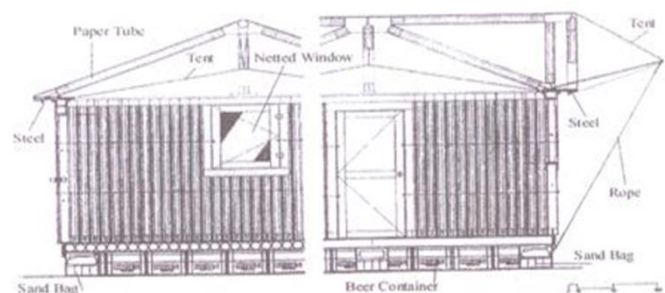 Tent
Paper Tube
Tent
Netted Window
Steel
Steel
Rope
Sand Bag
Sand Bag
Beer Container